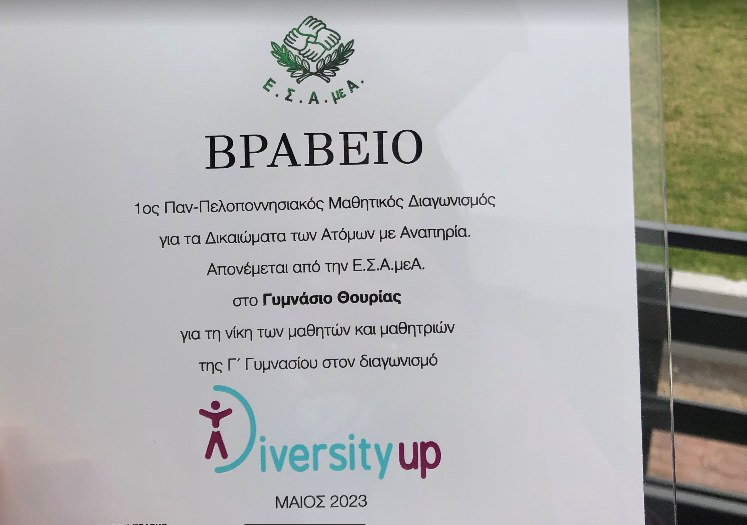 Ε.Σ.Α.μεΑ.
ΒΡΑΒΕΙΟ
1ος Παν-Πελοποννησιακός Μαθητικός Διαγωνισμός
για τα Δικαιώματα των Ατόμων με Αναπηρία.
Απονέμεται από την Ε.Σ.Α.μεΑ.
στο Γυμνάσιο Θουρίας
για τη νίκη των μαθητών και μαθητριών
της Γ΄ Γυμνασίου στον διαγωνισμό
Diversity up
ΜΑΙΟΣ 2023